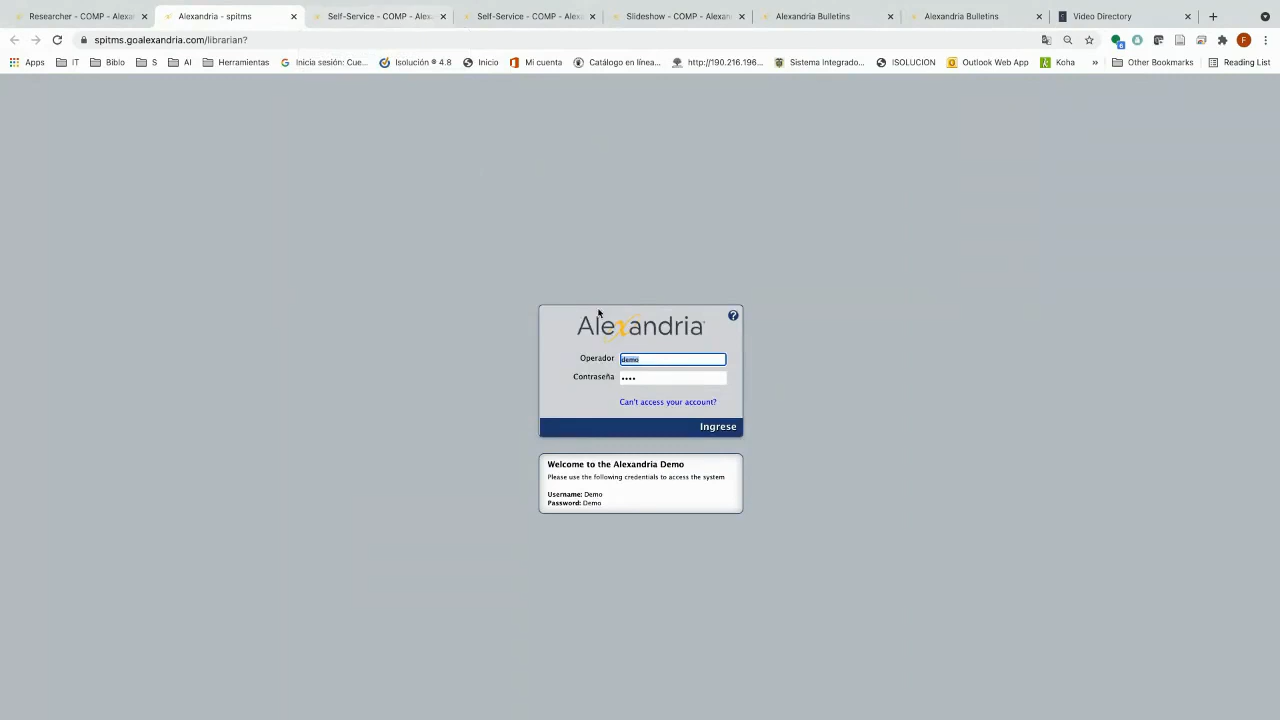 Researcher - COMP - Alexan
Alexandria - spitms
Self-Service - COMP - Alex
Self-Service - COMP - Alexa
Slideshow - COMP - Alexand
Alexandria Bulletins
Alexandria Bulletins
Video Directory
spitms.goalexandria.com/librarian?
F
6
Apps
IT
Biblo
S
AI
Herramientas
Inicia sesión: Cue...
Isolución ® 4.8
Inicio
Mi cuenta
Catálogo en línea...
http://190.216.196...
Sistema Integrado...
ISOLUCION
Outlook Web App
Koha
»
Other Bookmarks
Reading List
Alexandria
?
Operador
demo
Contraseña
••••
Can't access your account?
Ingrese
Welcome to the Alexandria Demo
Please use the following credentials to access the system
Username: Demo
Password: Demo